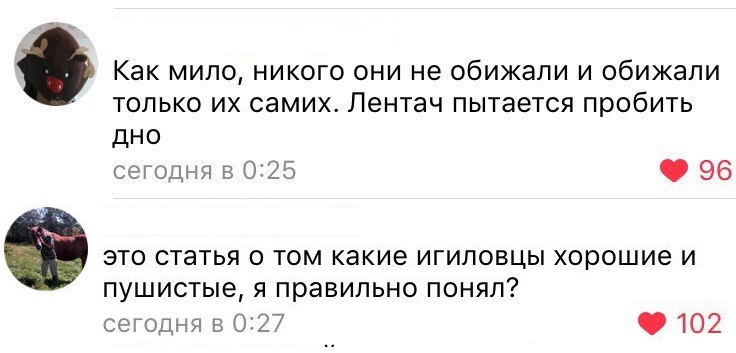 Как мило, никого они не обижали и обижали
только их самих. Лентач пытается пробить
дно
сегодня в 0:25
96
это статья о том какие игиловцы хорошие и
пушистые, я правильно понял?
сегодня в 0:27
102